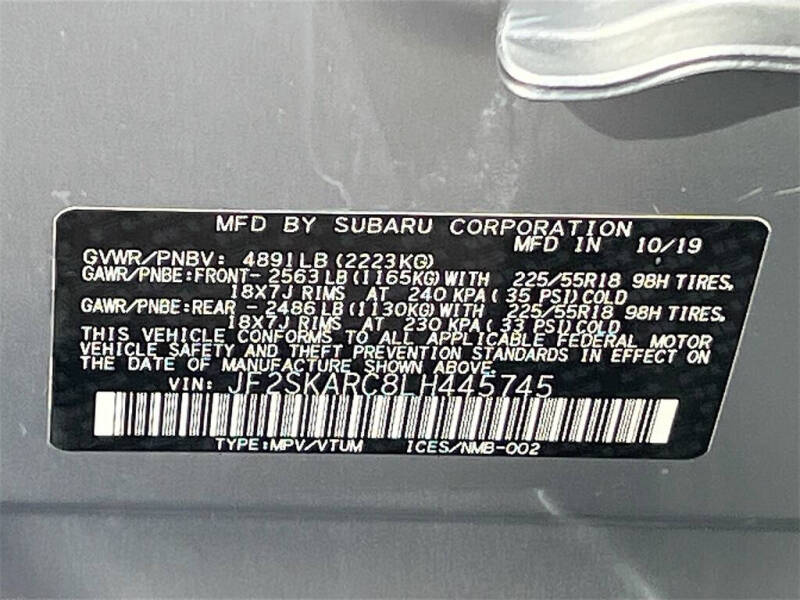 MFD BY SUBARU CORPORATION
MFD IN 10/19
GVWR/PNBV: 4891LB(2223KG)
GAWR/PNBE:FRONT-2563LB(1165KG)WITH 225/55R18 98H TIRES,
18X7J RIMS AT 240 KPA( 35 PSI)COLD
GAWR/PNBE:REAR -2486LB(1130KG)WITH 225/55R18 98H TIRES,
18X7J RIMS AT 230 KPA( 33 PSI)COLD
THIS VEHICLE CONFORMS TO ALL APPLICABLE FEDERAL MOTOR
VEHICLE SAFETY AND THEFT PREVENTION STANDARDS IN EFFECT ON
THE DATE OF MANUFACTURE SHOWN ABOVE.
VIN: JF2SKARC8LH445745
TYPE:MPV/VTUM ICES/NMB-002